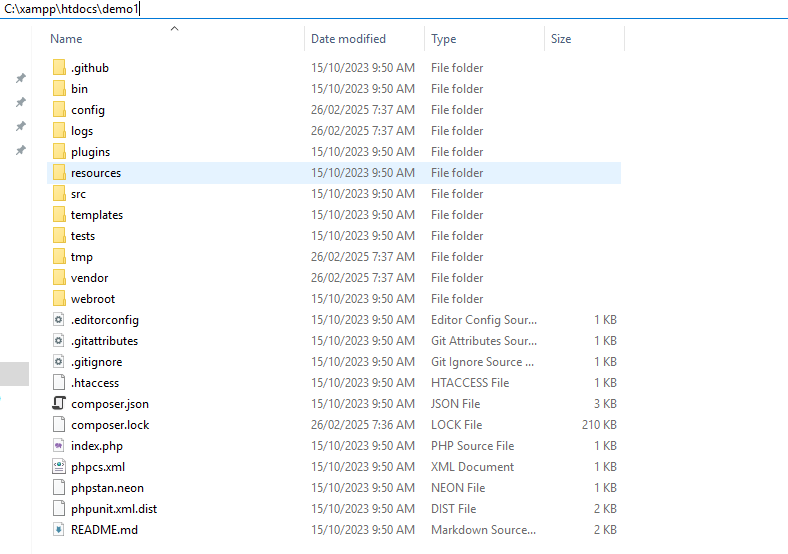 C:\xampp\htdocs\demo1
Name Date modified Type Size
.github 15/10/2023 9:50 AM File folder
bin 15/10/2023 9:50 AM File folder
config 26/02/2025 7:37 AM File folder
logs 26/02/2025 7:37 AM File folder
plugins 15/10/2023 9:50 AM File folder
resources 15/10/2023 9:50 AM File folder
src 15/10/2023 9:50 AM File folder
templates 15/10/2023 9:50 AM File folder
tests 15/10/2023 9:50 AM File folder
tmp 26/02/2025 7:37 AM File folder
vendor 26/02/2025 7:37 AM File folder
webroot 15/10/2023 9:50 AM File folder
.editorconfig 15/10/2023 9:50 AM Editor Config Sour... 1 KB
.gitattributes 15/10/2023 9:50 AM Git Attributes Sour... 1 KB
.gitignore 15/10/2023 9:50 AM Git Ignore Source ... 1 KB
.htaccess 15/10/2023 9:50 AM HTACCESS File 1 KB
composer.json 15/10/2023 9:50 AM JSON File 3 KB
composer.lock 26/02/2025 7:36 AM LOCK File 210 KB
index.php 15/10/2023 9:50 AM PHP Source File 1 KB
phpcs.xml 15/10/2023 9:50 AM XML Document 1 KB
phpstan.neon 15/10/2023 9:50 AM NEON File 1 KB
phpunit.xml.dist 15/10/2023 9:50 AM DIST File 2 KB
README.md 15/10/2023 9:50 AM Markdown Source... 2 KB